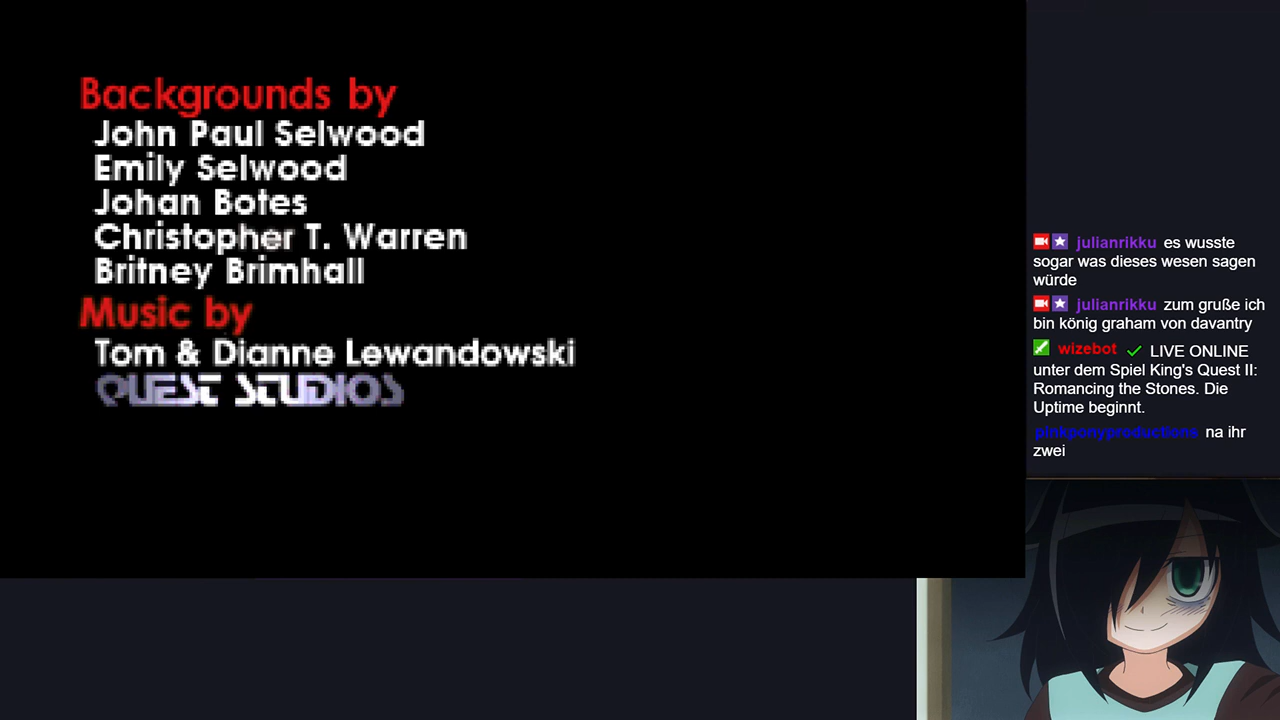 Backgrounds by
John Paul Selwood
Emily Selwood
Johan Botes
Christopher T. Warren
Britney Brimhall
Music by
Tom & Dianne Lewandowski
QUEST STUDIOS
julianrikku es wusste
sogar was dieses wesen sagen
würde
julianrikku zum gruße ich
bin könig graham von davantry
wizebot LIVE ONLINE
unter dem Spiel King's Quest II:
Romancing the Stones. Die
Uptime beginnt.
pinkponyproductions na ihr
zwei